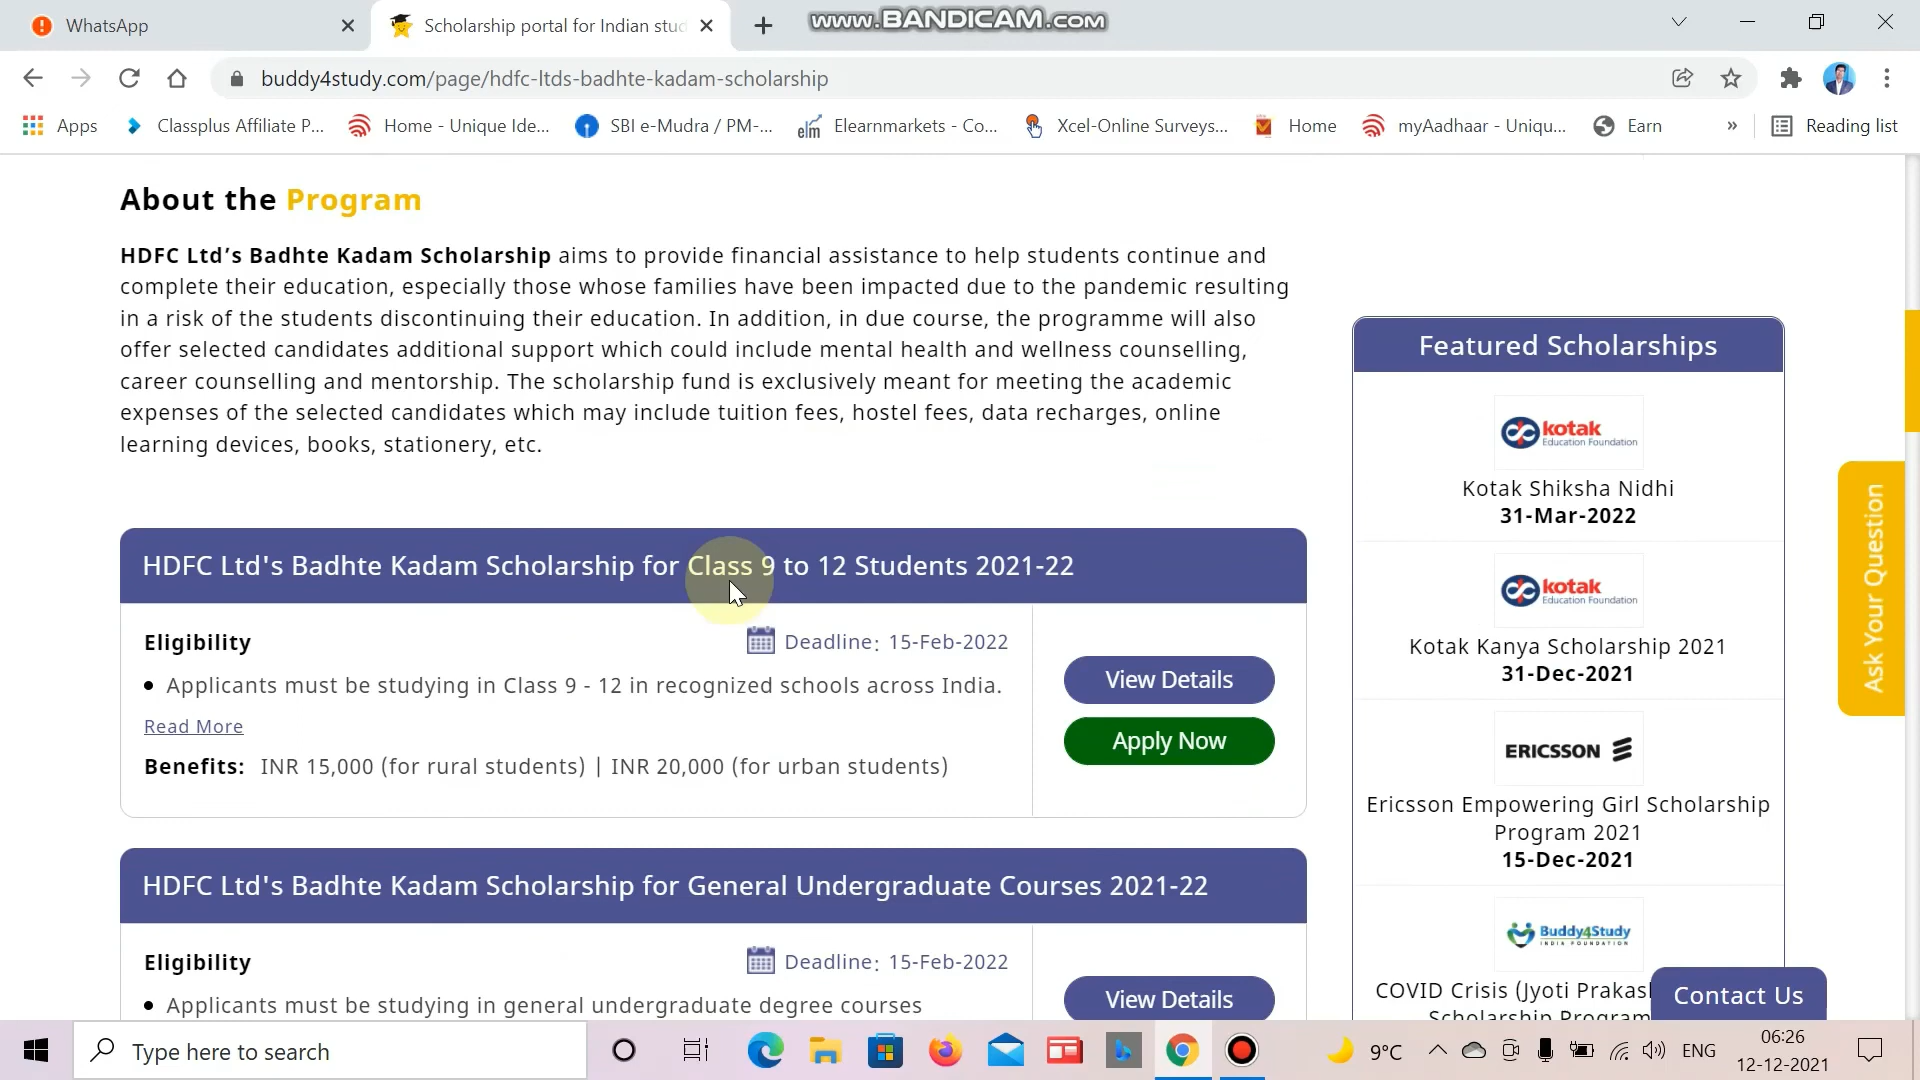 WhatsApp
Scholarship portal for Indian stud
www.BANDICAM.com
buddy4study.com/page/hdfc-ltds-badhte-kadam-scholarship
Apps
Classplus Affiliate P...
Home - Unique Ide...
SBI e-Mudra / PM-...
elm
Elearnmarkets - Co...
Xcel-Online Surveys...
Home
myAadhaar - Uniqu...
Earn
»
Reading list
About the Program
HDFC Ltd’s Badhte Kadam Scholarship aims to provide financial assistance to help students continue and
complete their education, especially those whose families have been impacted due to the pandemic resulting
in a risk of the students discontinuing their education. In addition, in due course, the programme will also
offer selected candidates additional support which could include mental health and wellness counselling,
career counselling and mentorship. The scholarship fund is exclusively meant for meeting the academic
expenses of the selected candidates which may include tuition fees, hostel fees, data recharges, online
learning devices, books, stationery, etc.
HDFC Ltd's Badhte Kadam Scholarship for Class 9 to 12 Students 2021-22
Eligibility
Deadline: 15-Feb-2022
• Applicants must be studying in Class 9 - 12 in recognized schools across India.
Read More
Benefits: INR 15,000 (for rural students) | INR 20,000 (for urban students)
View Details
Apply Now
HDFC Ltd's Badhte Kadam Scholarship for General Undergraduate Courses 2021-22
Eligibility
Deadline: 15-Feb-2022
• Applicants must be studying in general undergraduate degree courses
View Details
Featured Scholarships
kotak
Education Foundation
Kotak Shiksha Nidhi
31-Mar-2022
kotak
Education Foundation
Kotak Kanya Scholarship 2021
31-Dec-2021
ERICSSON
Ericsson Empowering Girl Scholarship
Program 2021
15-Dec-2021
Buddy4Study
INDIA FOUNDATION
COVID Crisis (Jyoti Prakash
Scholarship Program
Ask Your Question
Contact Us
Type here to search
9°C
ENG
06:26
12-12-2021